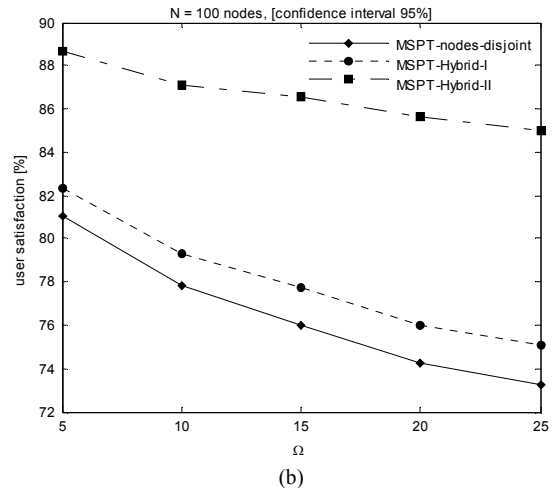 N = 100 nodes, [confidence interval 95%]
MSPT-nodes-disjoint
MSPT-Hybrid-I
MSPT-Hybrid-II
user satisfaction [%]
90
88
86
84
82
80
78
76
74
72
5 10 15 20 25
Ω
(b)